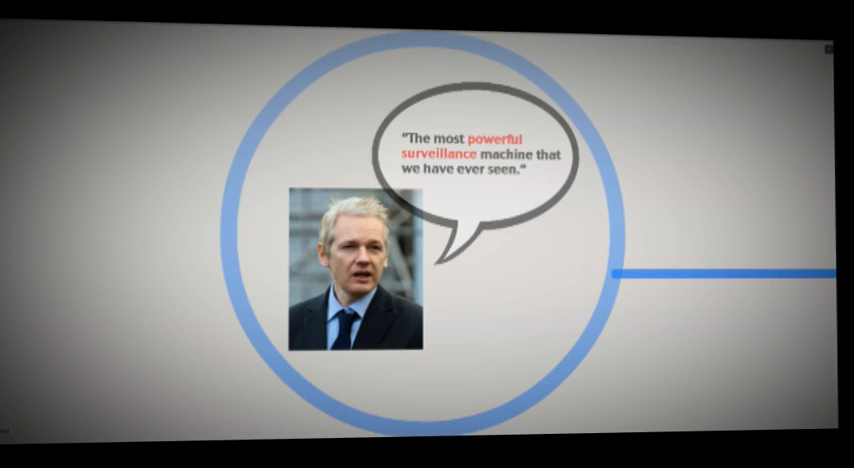 "The most powerful
surveillance machine that
we have ever seen."